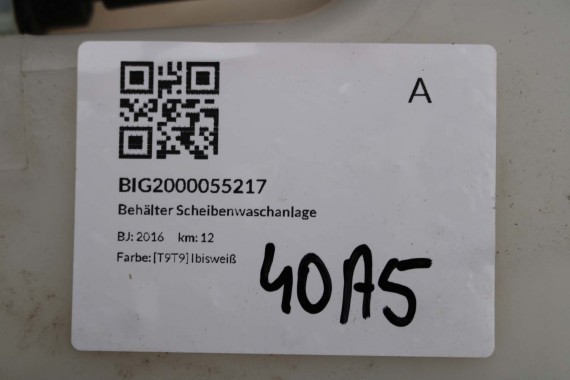 A
BIG2000055217
Behälter Scheibenwaschanlage
BJ: 2016 km: 12
Farbe: [T9T9] Ibisweiß
40A5